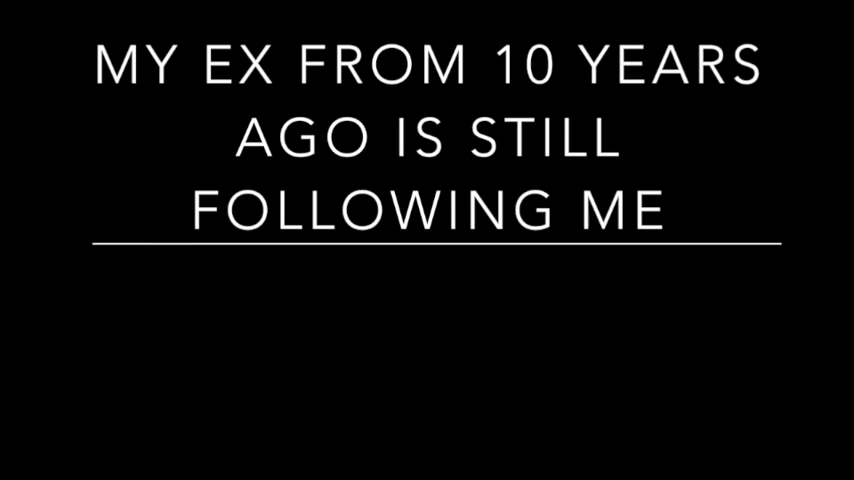 MY EX FROM 10 YEARS
AGO IS STILL
FOLLOWING ME